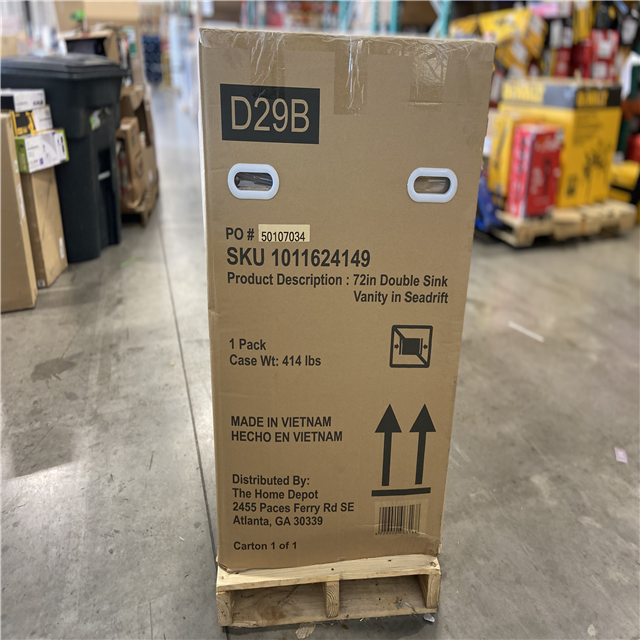 D29B
PO # 50107034
SKU 1011624149
Product Description : 72in Double Sink
Vanity in Seadrift
1 Pack
Case Wt: 414 lbs
MADE IN VIETNAM
HECHO EN VIETNAM
Distributed By:
The Home Depot
2455 Paces Ferry Rd SE
Atlanta, GA 30339
Carton 1 of 1
DEWALT